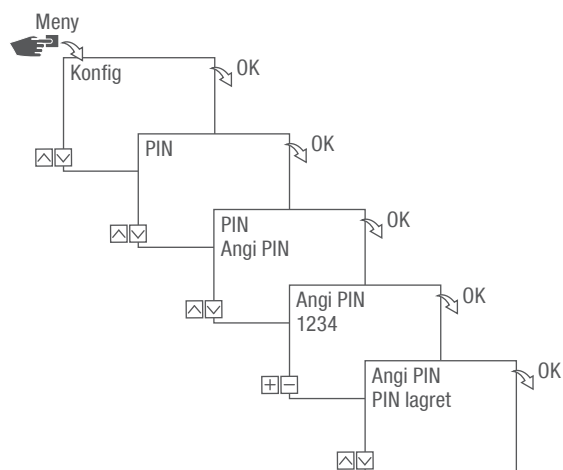 Meny
Konfig
OK
PIN
OK
PIN
Angi PIN
OK
Angi PIN
1234
OK
Angi PIN
PIN lagret
OK